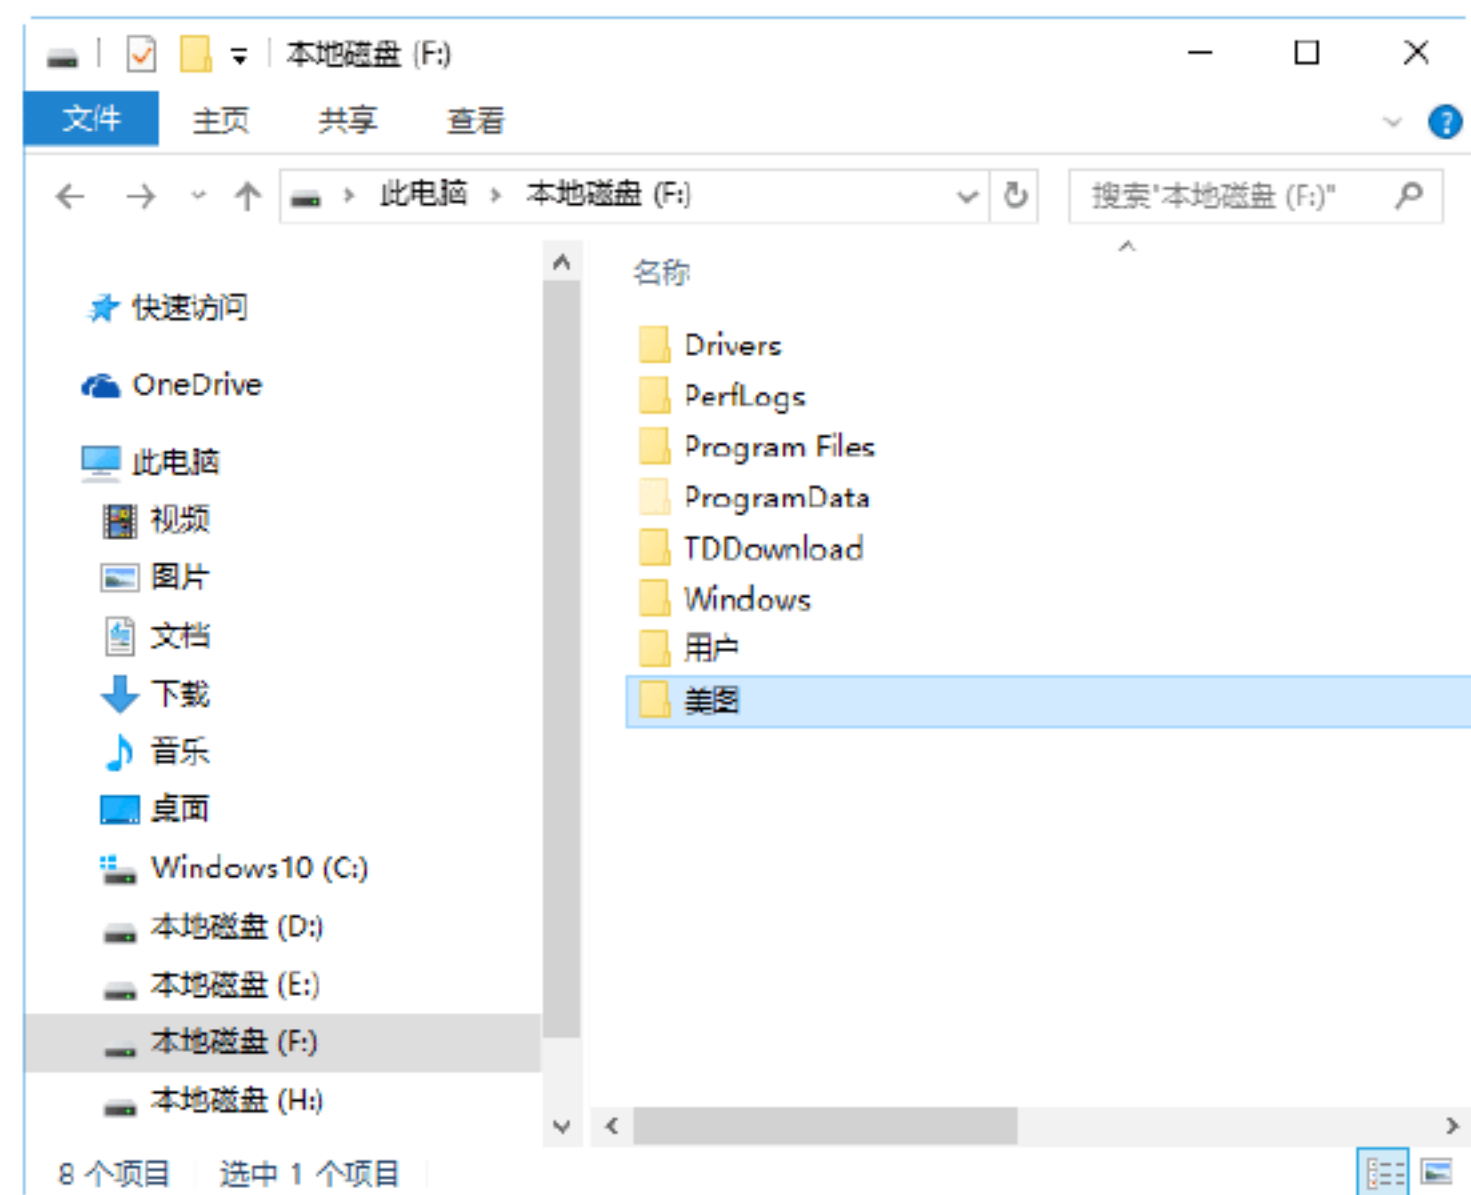 本地磁盘 (F:)
文件 主页 共享 查看
此电脑 本地磁盘 (F:) 搜索"本地磁盘 (F:)"
快速访问
OneDrive
此电脑
视频
图片
文档
下载
音乐
桌面
Windows10 (C:)
本地磁盘 (D:)
本地磁盘 (E:)
本地磁盘 (F:)
本地磁盘 (H:)
名称
Drivers
PerfLogs
Program Files
ProgramData
TDDownload
Windows
用户
美图
8 个项目 选中 1 个项目